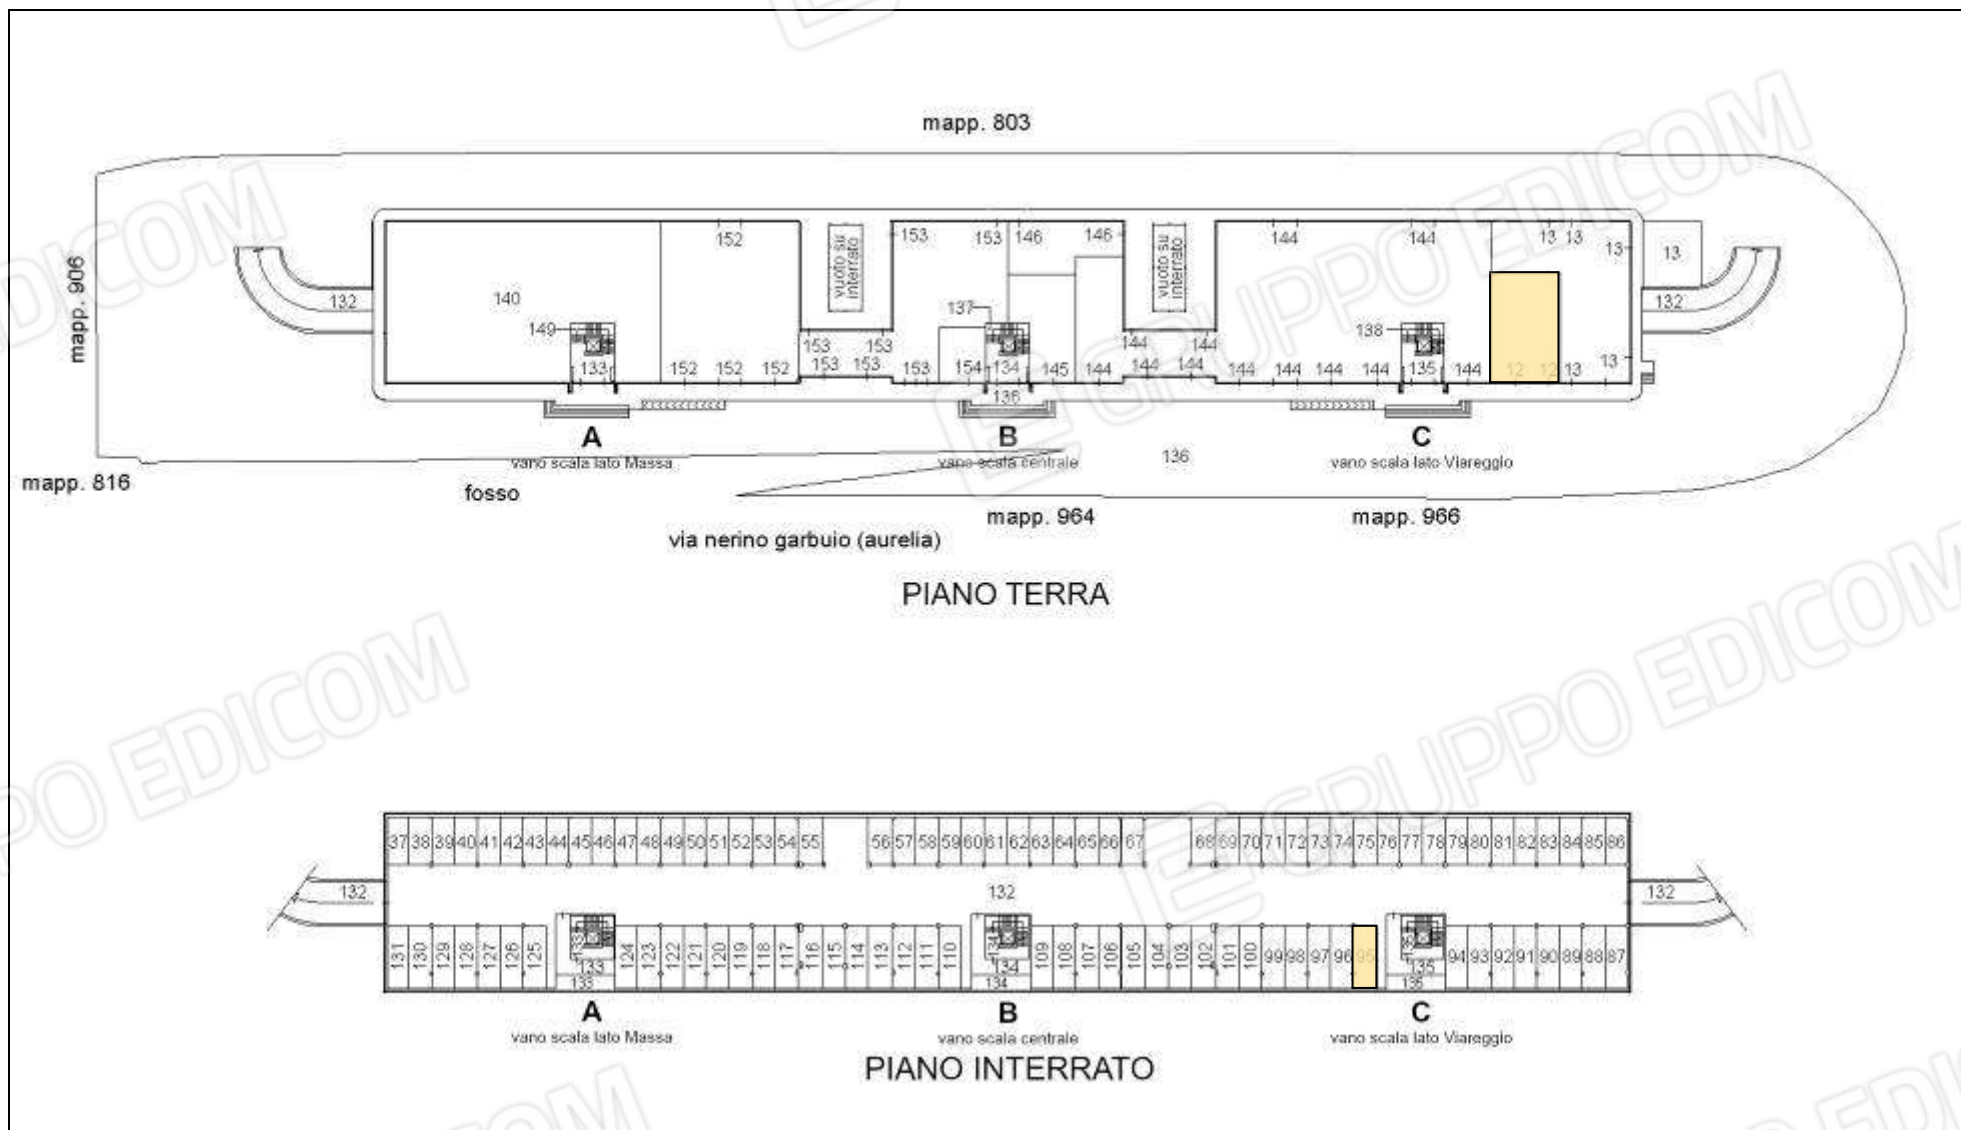 mapp. 803
152 153 153 146 146 144 144 13 13
13 13
vuoto su interrato
vuoto su interrato
mapp. 906
132 140 137 132
149 138
153 153 144 144 13
133 152 152 152 153 153 153 154 134 145 144 144 144 144 144 144 144 135 144 12 12 13
136
A B C
vano scala lato Massa vano scala centrale vano scala lato Viareggio
136
mapp. 816 fosso
mapp. 964 mapp. 966
via nerino garbuio (aurelia)
PIANO TERRA
37 38 39 40 41 42 43 44 45 46 47 48 49 50 51 52 53 54 55 56 57 58 59 60 61 62 63 64 65 66 67 68 69 70 71 72 73 74 75 76 77 78 79 80 81 82 83 84 85 86
132 132 132
131 130 129 128 127 126 125 133 124 123 122 121 120 119 118 117 116 115 114 113 112 111 110 134 109 108 107 106 105 104 103 102 101 100 99 98 97 96 95 135 94 93 92 91 90 89 88 87
133 134 135
133 134 135
A B C
vano scala lato Massa vano scala centrale vano scala lato Viareggio
PIANO INTERRATO
GRUPPO EDICOM
GRUPPO EDICOM